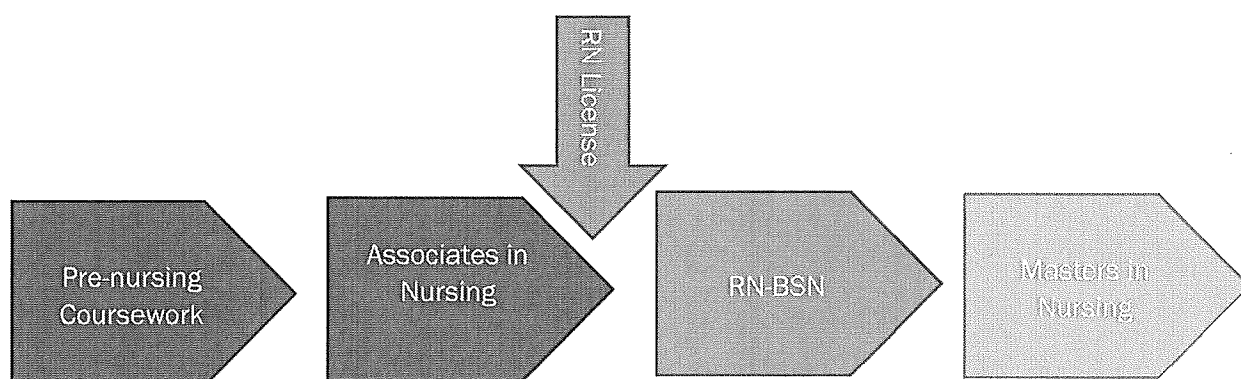 RN License
Pre-nursing
Coursework
Associates in
Nursing
RN-BSN
Masters in
Nursing